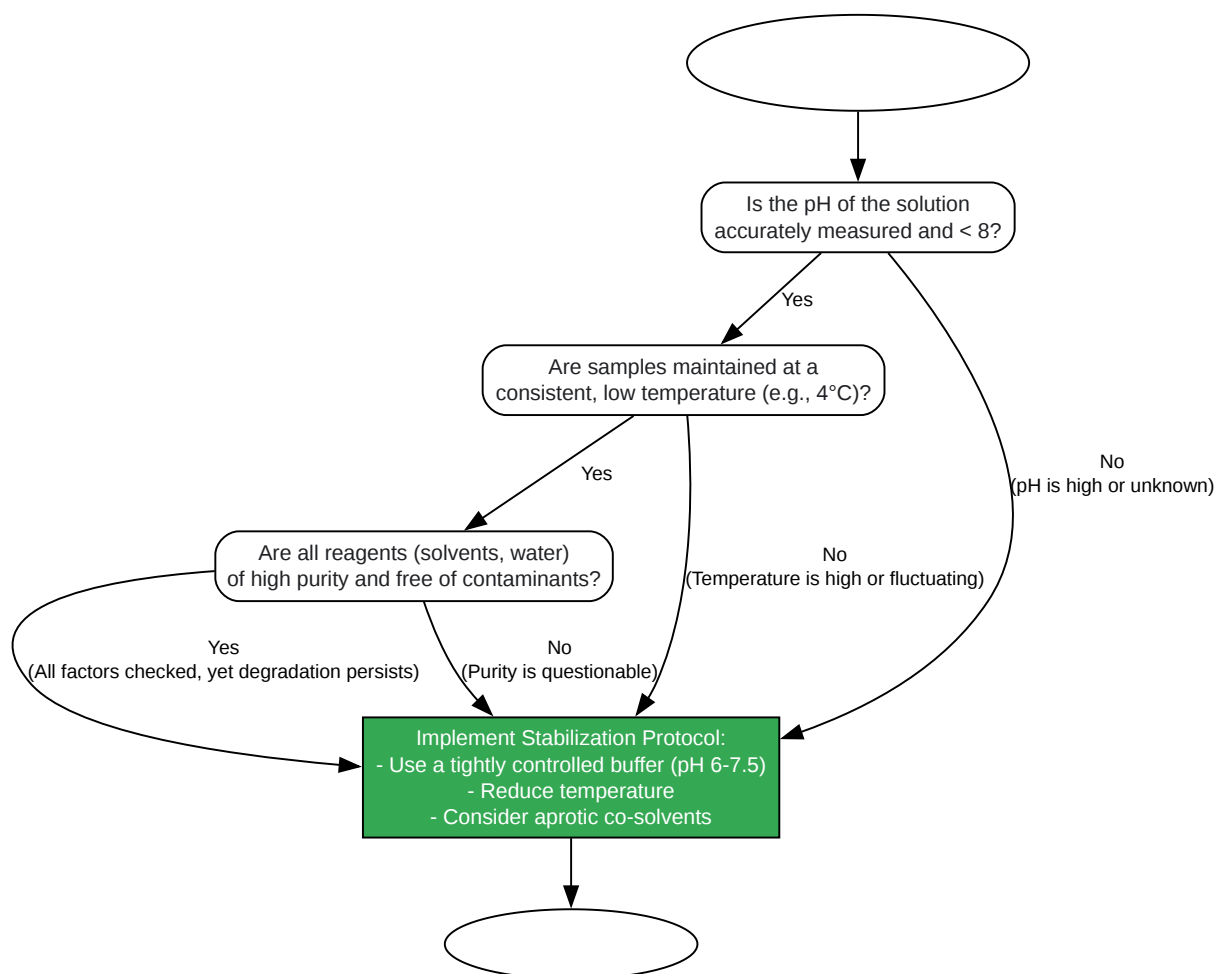 Is the pH of the solution
accurately measured and < 8?
Yes
Are samples maintained at a
consistent, low temperature (e.g., 4°C)?
No
(pH is high or unknown)
Yes
Are all reagents (solvents, water)
of high purity and free of contaminants?
No
(Temperature is high or fluctuating)
Yes
(All factors checked, yet degradation persists)
No
(Purity is questionable)
Implement Stabilization Protocol:
- Use a tightly controlled buffer (pH 6-7.5)
- Reduce temperature
- Consider aprotic co-solvents